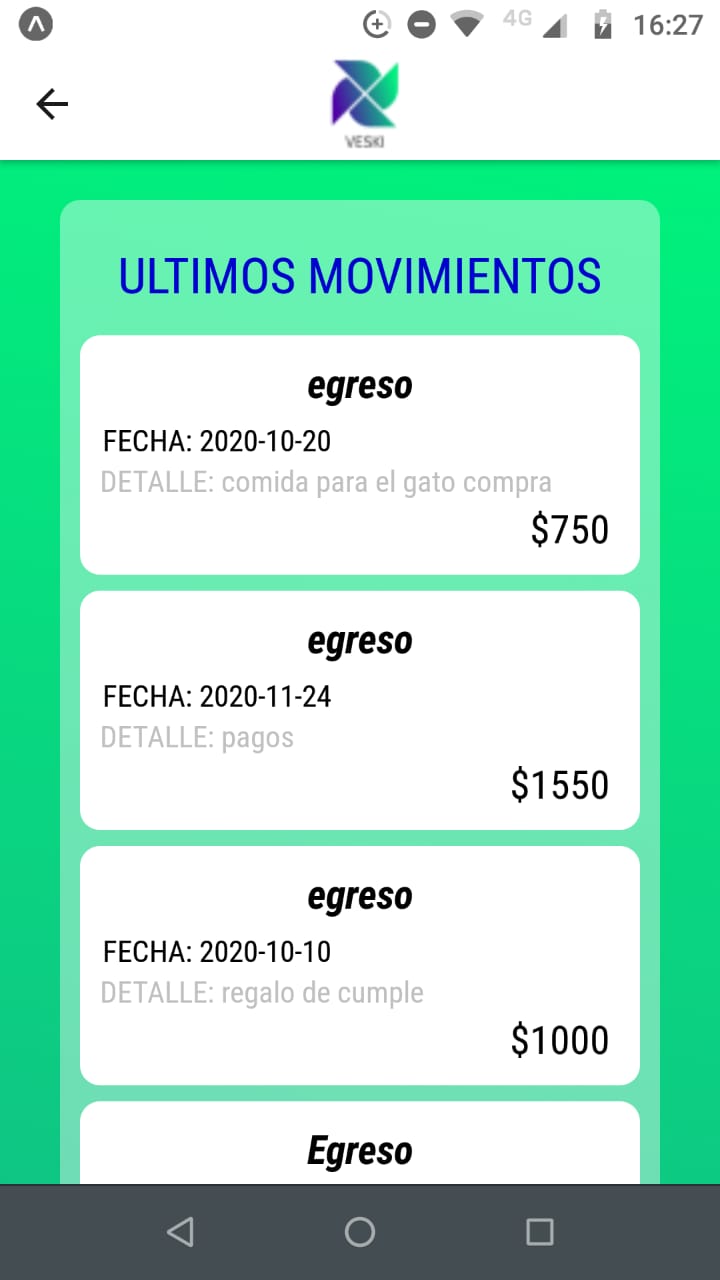 4G 16:27
VESKI
ULTIMOS MOVIMIENTOS
egreso
FECHA: 2020-10-20
DETALLE: comida para el gato compra
$750
egreso
FECHA: 2020-11-24
DETALLE: pagos
$1550
egreso
FECHA: 2020-10-10
DETALLE: regalo de cumple
$1000
Egreso